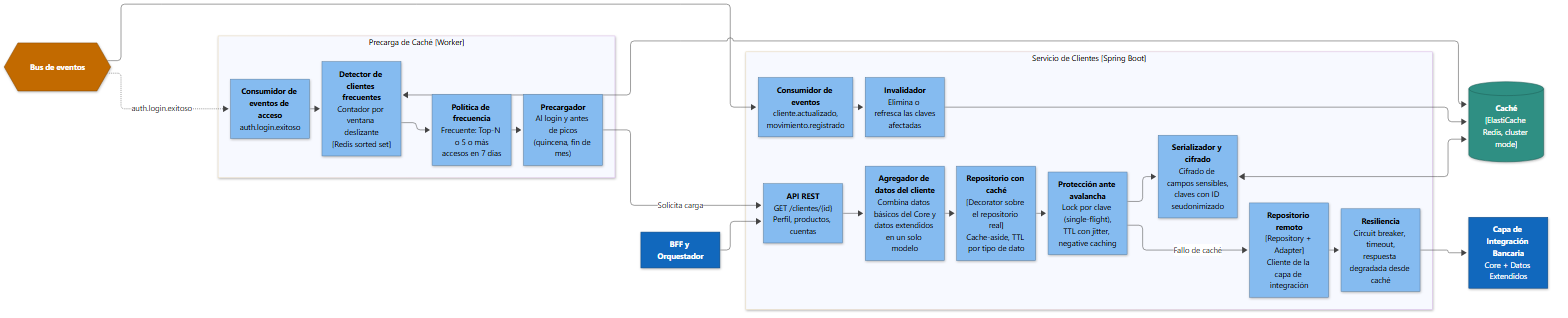 Bus de eventos
auth.login.exitoso
Precarga de Caché [Worker]
Consumidor de
eventos de
acceso
auth.login.exitoso
Detector de
clientes
frecuentes
Contador por
ventana
deslizante
[Redis sorted set]
Política de
frecuencia
Frecuente: Top-N
o 5 o más
accesos en 7 días
Precargador
Al login y antes
de picos
(quincena, fin de
mes)
Solicita carga
BFF y
Orquestador
Servicio de Clientes [Spring Boot]
Consumidor de
eventos
cliente.actualizado,
movimiento.registrado
Invalidador
Elimina o
refresca las claves
afectadas
API REST
GET /clientes/{id}
Perfil, productos,
cuentas
Agregador de
datos del cliente
Combina datos
básicos del Core y
datos extendidos
en un solo
modelo
Repositorio con
caché
[Decorator sobre
el repositorio
real]
Cache-aside, TTL
por tipo de dato
Protección ante
avalancha
Lock por clave
(single-flight),
TTL con jitter,
negative caching
Serializador y
cifrado
Cifrado de
campos sensibles,
claves con ID
seudonimizado
Fallo de caché
Repositorio
remoto
[Repository +
Adapter]
Cliente de la
capa de
integración
Resiliencia
Circuit breaker,
timeout,
respuesta
degradada desde
caché
Caché
[ElastiCache
Redis, cluster
mode]
Capa de
Integración
Bancaria
Core + Datos
Extendidos